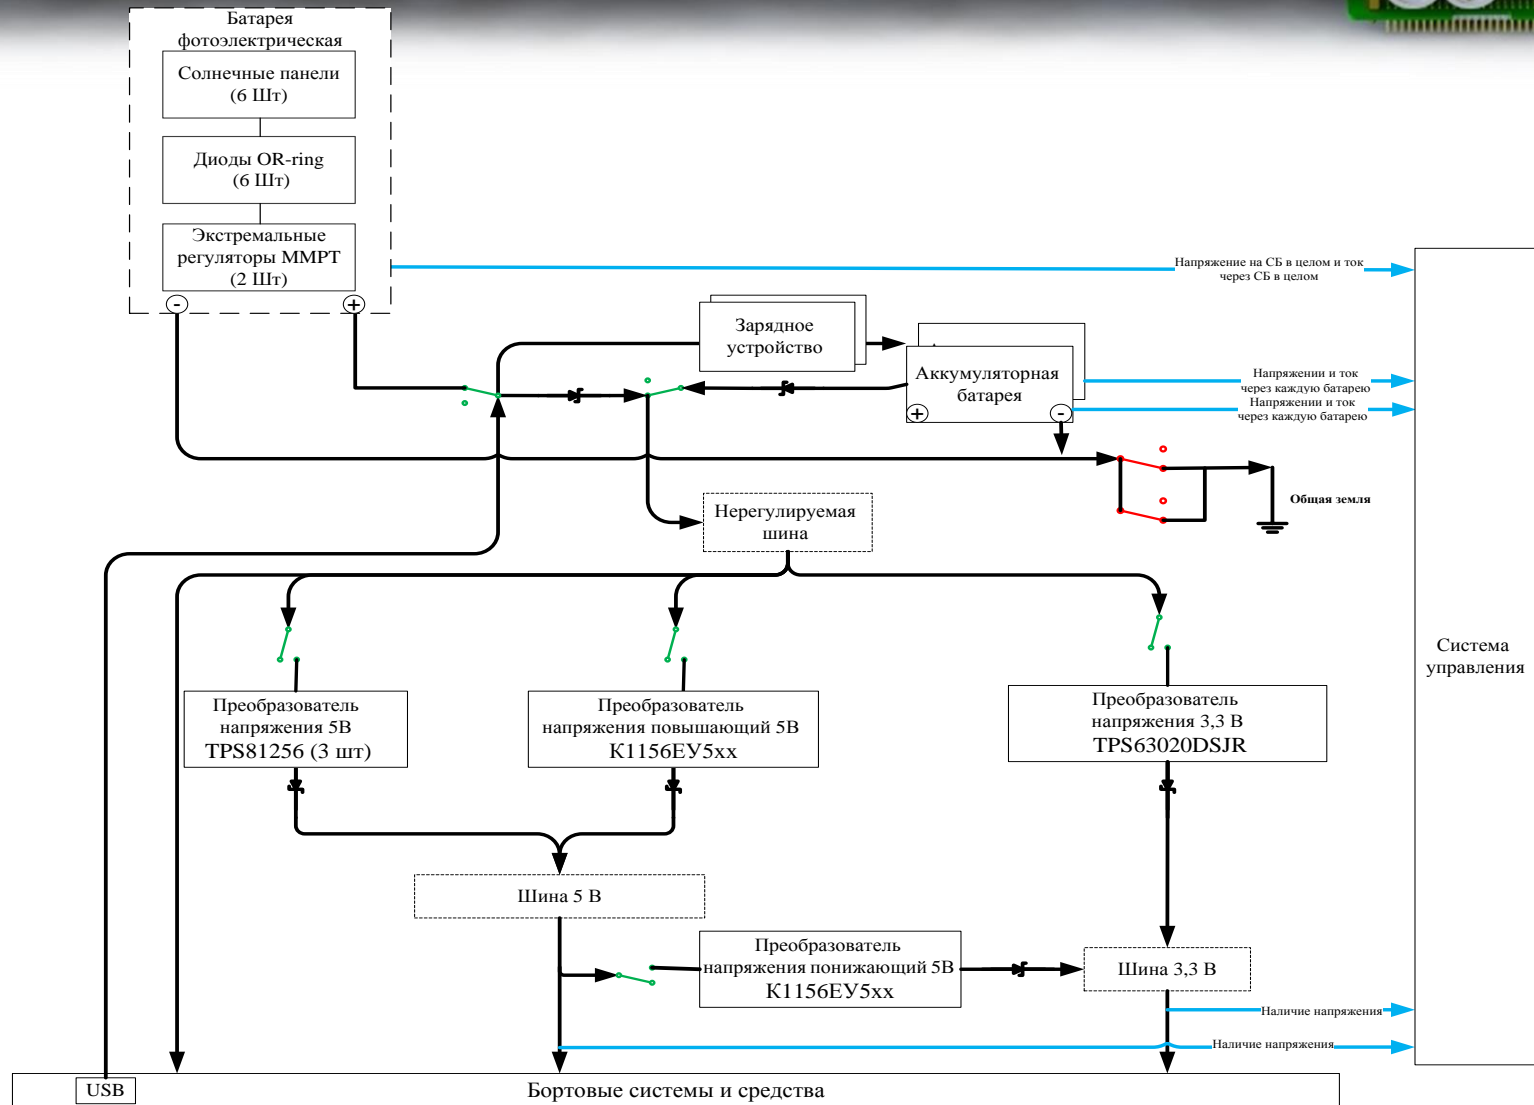 Батарея
фотоэлектрическая
Солнечные панели
(6 Шт)
Диоды OR-ring
(6 Шт)
Экстремальные
регуляторы ММРТ
(2 Шт)
-
+
Напряжение на СБ в целом и ток
через СБ в целом
Зарядное
устройство
Аккумуляторная
батарея
+
-
Напряжении и ток
через каждую батарею
Напряжении и ток
через каждую батарею
Общая земля
Нерегулируемая
шина
Система
управления
Преобразователь
напряжения 5В
TPS81256 (3 шт)
Преобразователь
напряжения повышающий 5В
К1156ЕУ5хх
Преобразователь
напряжения 3,3 В
TPS63020DSJR
Шина 5 В
Преобразователь
напряжения понижающий 5В
К1156ЕУ5хх
Шина 3,3 В
Наличие напряжения
Наличие напряжения
USB
Бортовые системы и средства